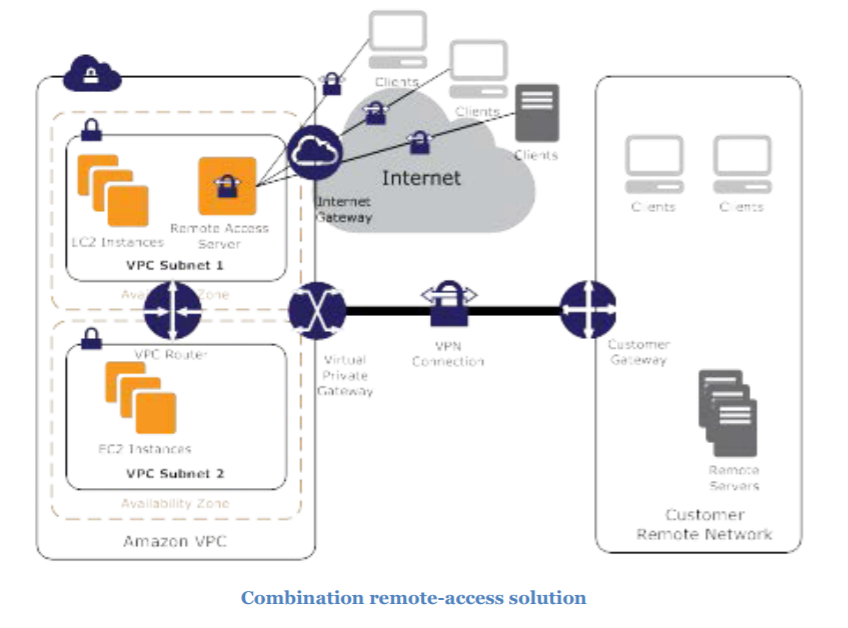 Clients
Clients
Clients
Internet
Internet
Gateway
EC2 Instances
Remote Access
Server
VPC Subnet 1
Availability Zone
VPC Router
EC2 Instances
VPC Subnet 2
Availability Zone
Amazon VPC
Virtual
Private
Gateway
VPN
Connection
Customer
Gateway
Clients
Clients
Remote
Servers
Customer
Remote Network
Combination remote-access solution